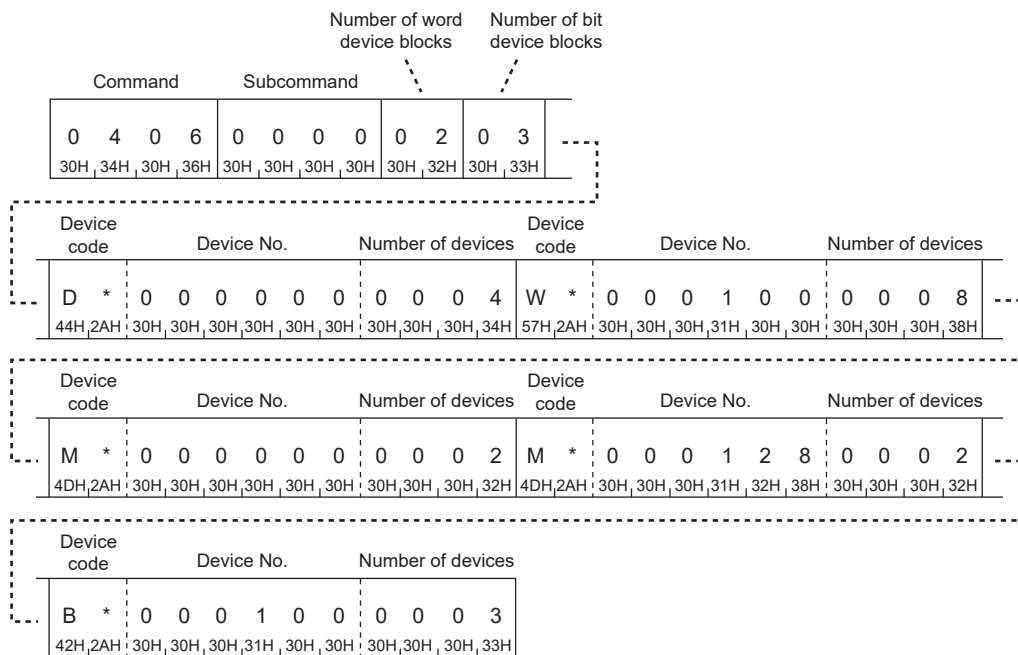 Number of word Number of bit
device blocks device blocks
Command Subcommand
0 4 0 6 0 0 0 0 0 2 0 3
30H 34H 30H 36H 30H 30H 30H 30H 30H 32H 30H 33H
Device Device
code Device No. Number of devices code Device No. Number of devices
D * 0 0 0 0 0 0 0 0 0 4 W * 0 0 0 1 0 0 0 0 0 8
44H 2AH 30H 30H 30H 30H 30H 30H 30H 30H 30H 34H 57H 2AH 30H 30H 30H 31H 30H 30H 30H 30H 30H 38H
Device Device
code Device No. Number of devices code Device No. Number of devices
M * 0 0 0 0 0 0 0 0 0 2 M * 0 0 0 1 2 8 0 0 0 2
4DH 2AH 30H 30H 30H 30H 30H 30H 30H 30H 30H 32H 4DH 2AH 30H 30H 30H 31H 32H 38H 30H 30H 30H 32H
Device
code Device No. Number of devices
B * 0 0 0 1 0 0 0 0 0 3
42H 2AH 30H 30H 30H 31H 30H 30H 30H 30H 30H 33H